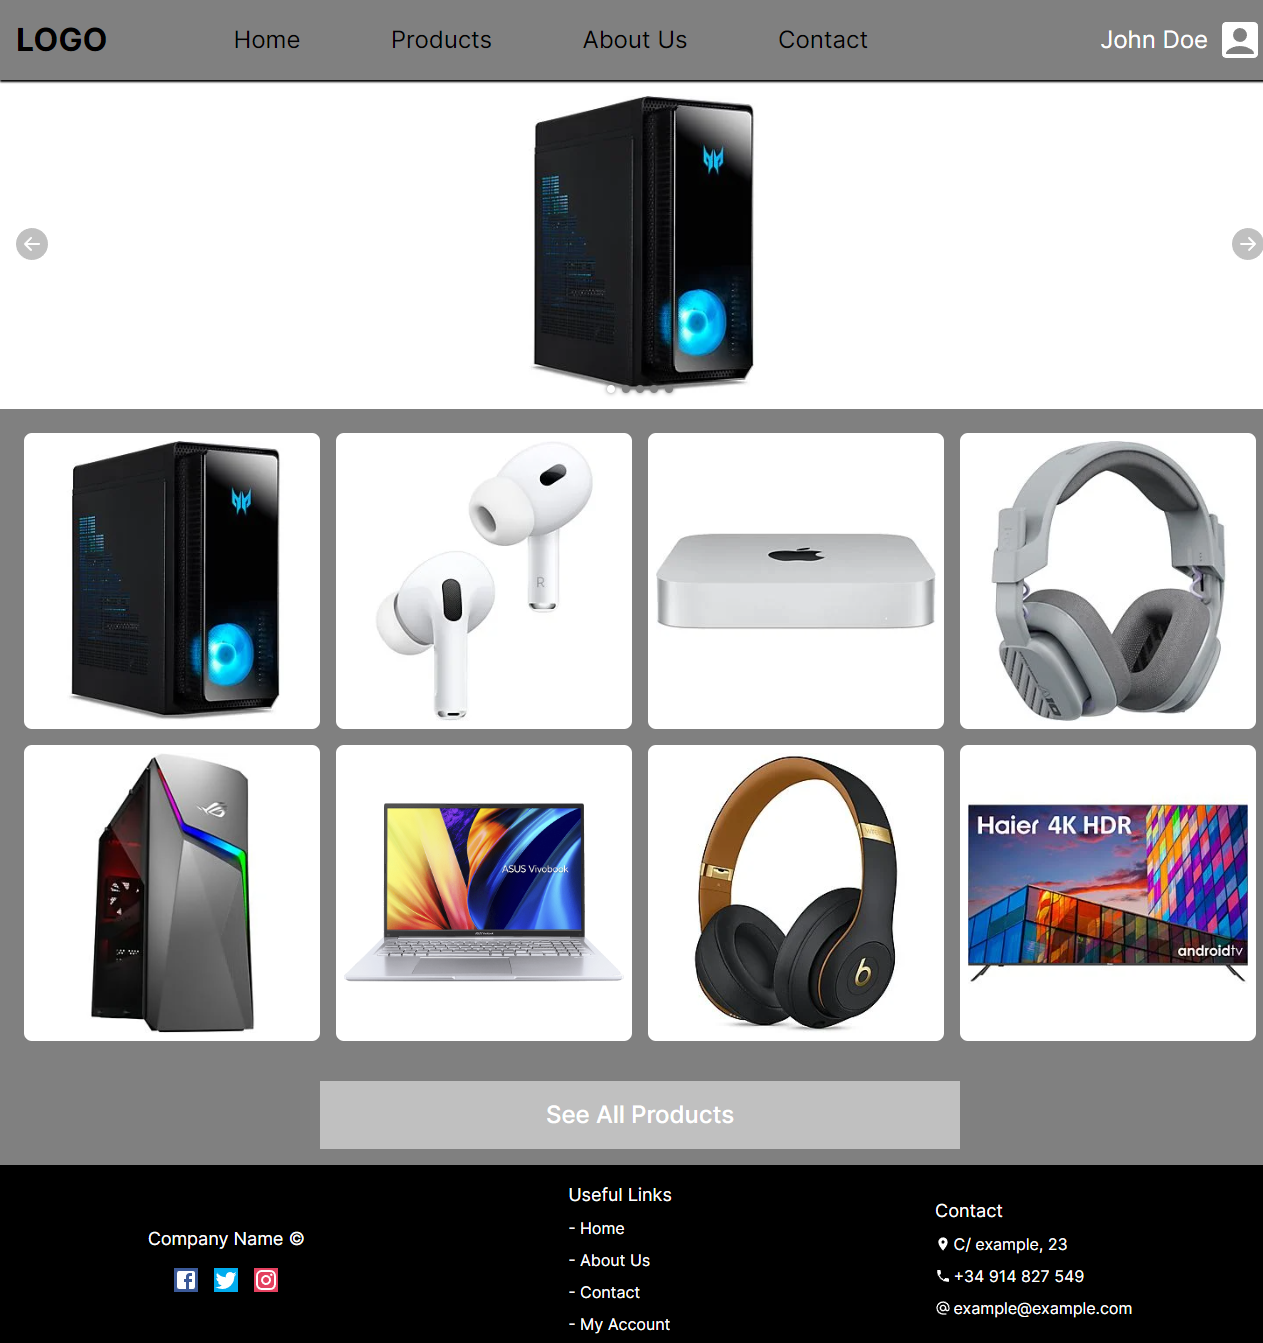 LOGO
Home
Products
About Us
Contact
John Doe
R
ASUS Vivobook
Haier 4K HDR
androidtv
See All Products
Company Name ©
Useful Links
- Home
- About Us
- Contact
- My Account
Contact
C/ example, 23
+34 914 827 549
example@example.com